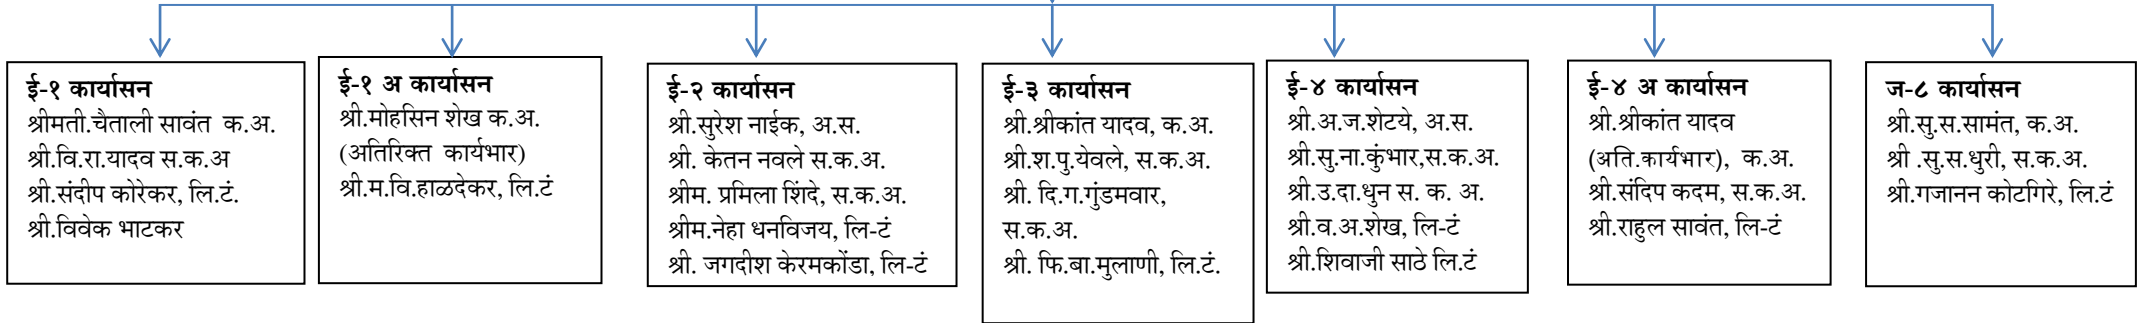 ई-१ कार्यासन
श्रीमती.चैताली सावंत क.अ.
श्री.वि.रा.यादव स.क.अ
श्री.संदीप कोरेकर, लि.टं.
श्री.विवेक भाटकर
ई-१ अ कार्यासन
श्री.मोहसिन शेख क.अ.
(अतिरिक्त कार्यभार)
श्री.म.वि.हाळदेकर, लि.टं
ई-२ कार्यासन
श्री.सुरेश नाईक, अ.स.
श्री. केतन नवले स.क.अ.
श्रीम. प्रमिला शिंदे, स.क.अ.
श्रीम.नेहा धनविजय, लि-टं
श्री. जगदीश केरमकोंडा, लि-टं
ई-३ कार्यासन
श्री.श्रीकांत यादव, क.अ.
श्री.श.पु.येवले, स.क.अ.
श्री. दि.ग.गुंडमवार,
स.क.अ.
श्री. फि.बा.मुलाणी, लि.टं.
ई-४ कार्यासन
श्री.अ.ज.शेटये, अ.स.
श्री.सु.ना.कुंभार,स.क.अ.
श्री.उ.दा.धुन स. क. अ.
श्री.व.अ.शेख, लि-टं
श्री.शिवाजी साठे लि.टं
ई-४ अ कार्यासन
श्री.श्रीकांत यादव
(अति.कार्यभार), क.अ.
श्री.संदिप कदम, स.क.अ.
श्री.राहुल सावंत, लि-टं
ज-८ कार्यासन
श्री.सु.स.सामंत, क.अ.
श्री .सु.स.धुरी, स.क.अ.
श्री.गजानन कोटगिरे, लि.टं